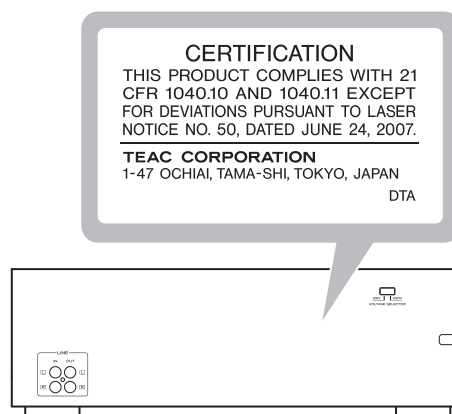 CERTIFICATION
THIS PRODUCT COMPLIES WITH 21
CFR 1040.10 AND 1040.11 EXCEPT
FOR DEVIATIONS PURSUANT TO LASER
NOTICE NO. 50, DATED JUNE 24, 2007.
TEAC CORPORATION
1-47 OCHIAI, TAMA-SHI, TOKYO, JAPAN
DTA
VOLTAGE SELECTOR
LINE
IN OUT
L L
R R